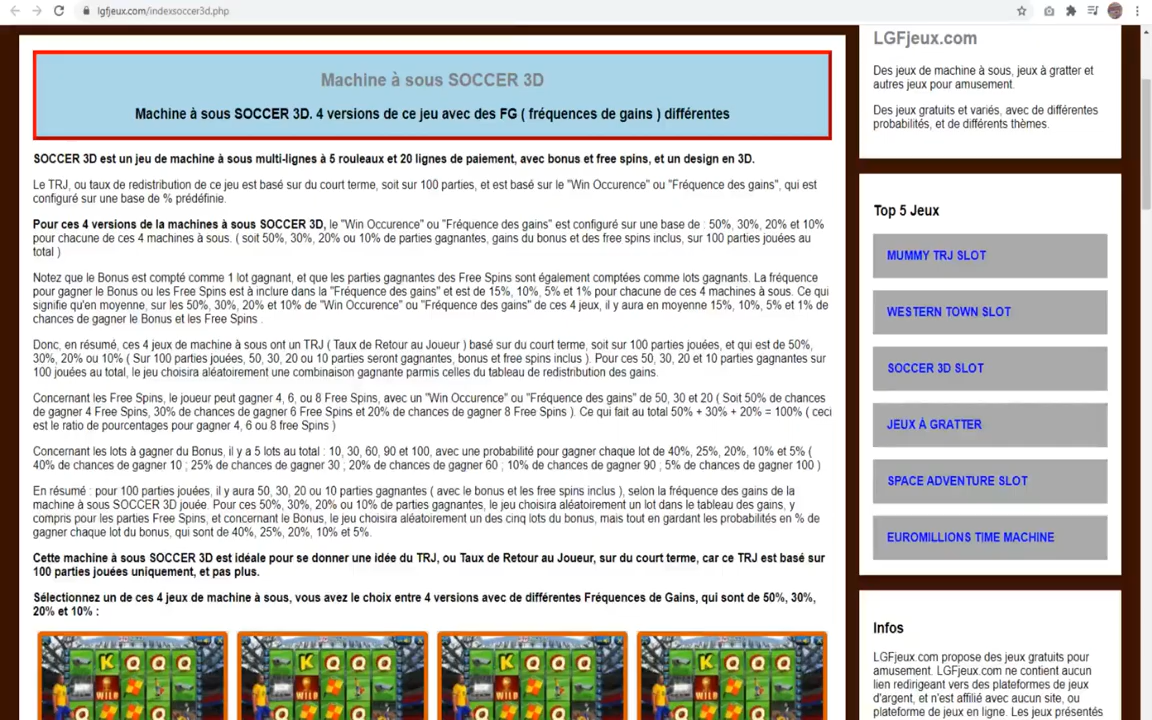 lgfjeux.com/indexsoccer3d.php
Machine à sous SOCCER 3D
Machine à sous SOCCER 3D. 4 versions de ce jeu avec des FG ( fréquences de gains ) différentes
SOCCER 3D est un jeu de machine à sous multi-lignes à 5 rouleaux et 20 lignes de paiement, avec bonus et free spins, et un design en 3D.
Le TRJ, ou taux de redistribution de ce jeu est basé sur du court terme, soit sur 100 parties, et est basé sur le "Win Occurence" ou "Fréquence des gains", qui est
configuré sur une base de % prédéfinie.
Pour ces 4 versions de la machines à sous SOCCER 3D, le "Win Occurence" ou "Fréquence des gains" est configuré sur une base de : 50%, 30%, 20% et 10%
pour chacune de ces 4 machines à sous. ( soit 50%, 30%, 20% ou 10% de parties gagnantes, gains du bonus et des free spins inclus, sur 100 parties jouées au
total )
Notez que le Bonus est compté comme 1 lot gagnant, et que les parties gagnantes des Free Spins sont également comptées comme lots gagnants. La fréquence
pour gagner le Bonus ou les Free Spins est à inclure dans la "Fréquence des gains" et est de 15%, 10%, 5% et 1% pour chacune de ces 4 machines à sous. Ce qui
signifie qu'en moyenne, sur les 50%, 30%, 20% et 10% de "Win Occurence" ou "Fréquence des gains" de ces 4 jeux, il y aura en moyenne 15%, 10%, 5% et 1% de
chances de gagner le Bonus et les Free Spins .
Donc, en résumé, ces 4 jeux de machine à sous ont un TRJ ( Taux de Retour au Joueur ) basé sur du court terme, soit sur 100 parties jouées, et qui est de 50%,
30%, 20% ou 10% ( Sur 100 parties jouées, 50, 30, 20 ou 10 parties seront gagnantes, bonus et free spins inclus ). Pour ces 50, 30, 20 et 10 parties gagnantes sur
100 jouées au total, le jeu choisira aléatoirement une combinaison gagnante parmis celles du tableau de redistribution des gains.
Concernant les Free Spins, le joueur peut gagner 4, 6, ou 8 Free Spins, avec un "Win Occurence" ou "Fréquence des gains" de 50, 30 et 20 ( Soit 50% de chances
de gagner 4 Free Spins, 30% de chances de gagner 6 Free Spins et 20% de chances de gagner 8 Free Spins ). Ce qui fait au total 50% + 30% + 20% = 100% ( ceci
est le ratio de pourcentages pour gagner 4, 6 ou 8 free Spins )
Concernant les lots à gagner du Bonus, il y a 5 lots au total : 10, 30, 60, 90 et 100, avec une probabilité pour gagner chaque lot de 40%, 25%, 20%, 10% et 5% (
40% de chances de gagner 10 ; 25% de chances de gagner 30 ; 20% de chances de gagner 60 ; 10% de chances de gagner 90 ; 5% de chances de gagner 100 )
En résumé : pour 100 parties jouées, il y aura 50, 30, 20 ou 10 parties gagnantes ( avec le bonus et les free spins inclus ), selon la fréquence des gains de la
machine à sous SOCCER 3D jouée. Pour ces 50%, 30%, 20% ou 10% de parties gagnantes, le jeu choisira aléatoirement un lot dans le tableau des gains, y
compris pour les parties Free Spins, et concernant le Bonus, le jeu choisira aléatoirement un des cinq lots du bonus, mais tout en gardant les probabilités en % de
gagner chaque lot du bonus, qui sont de 40%, 25%, 20%, 10% et 5%.
Cette machine à sous SOCCER 3D est idéale pour se donner une idée du TRJ, ou Taux de Retour au Joueur, sur du court terme, car ce TRJ est basé sur
100 parties jouées uniquement, et pas plus.
Sélectionnez un de ces 4 jeux de machine à sous, vous avez le choix entre 4 versions avec de différentes Fréquences de Gains, qui sont de 50%, 30%,
20% et 10% :
K Q Q Q
WILD
K Q Q Q
WILD
K Q Q Q
WILD
K Q Q Q
WILD
LGFjeux.com
Des jeux de machine à sous, jeux à gratter et
autres jeux pour amusement.
Des jeux gratuits et variés, avec de différentes
probabilités, et de différents thèmes.
Top 5 Jeux
MUMMY TRJ SLOT
WESTERN TOWN SLOT
SOCCER 3D SLOT
JEUX À GRATTER
SPACE ADVENTURE SLOT
EUROMILLIONS TIME MACHINE
Infos
LGFjeux.com propose des jeux gratuits pour
amusement. LGFjeux.com ne contient aucun
lien redirigeant vers des plateformes de jeux
d'argent, et n'est affilié avec aucun site, ou
plateforme de jeux en ligne. Les jeux présentés